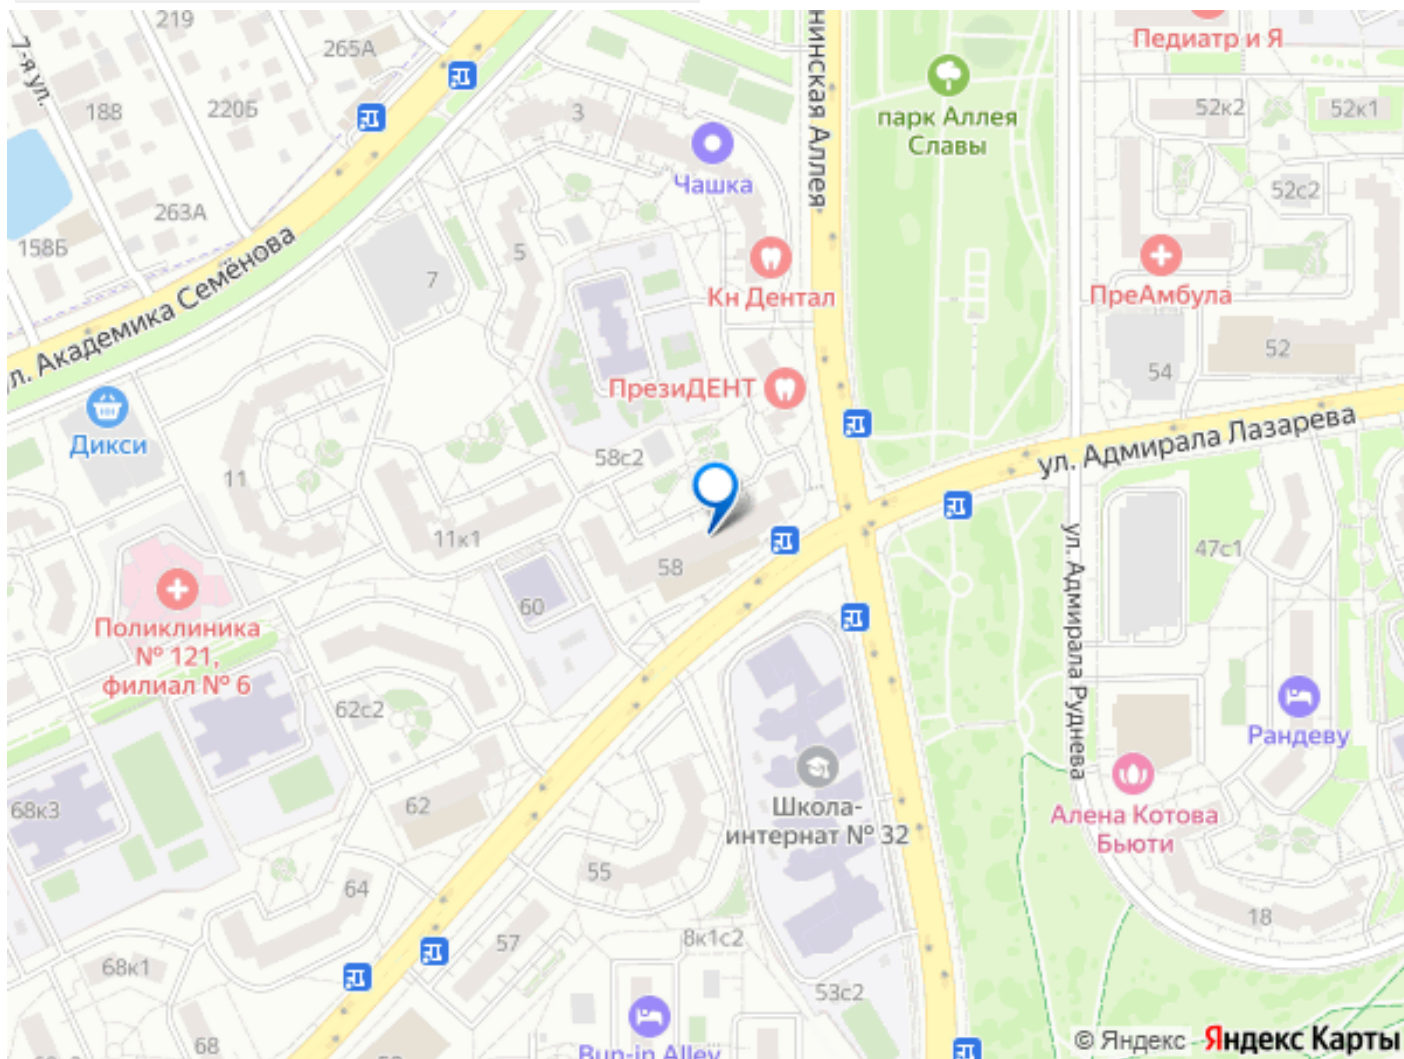 219
265А
7-я ул.
188
220Б
263А
158Б
ул. Академика Семёнова
3
Чашка
5
7
Кн Дентал
нинская Аллея
парк Аллея
Славы
Педиатр и Я
52к2
52к1
52с2
ПреАмбула
52
54
ПрезиДЕНТ
Дикси
11
58с2
11к1
58
60
ул. Адмирала Лазарева
47с1
ул. Адмирала Руднева
Поликлиника
№ 121,
филиал № 6
62с2
62
68к3
64
68к1
68
57
55
8к1с2
Школа-
интернат № 32
53с2
Рандеву
Алена Котова
Бьюти
18
Bun-in Alley
© Яндекс Яндекс Карты